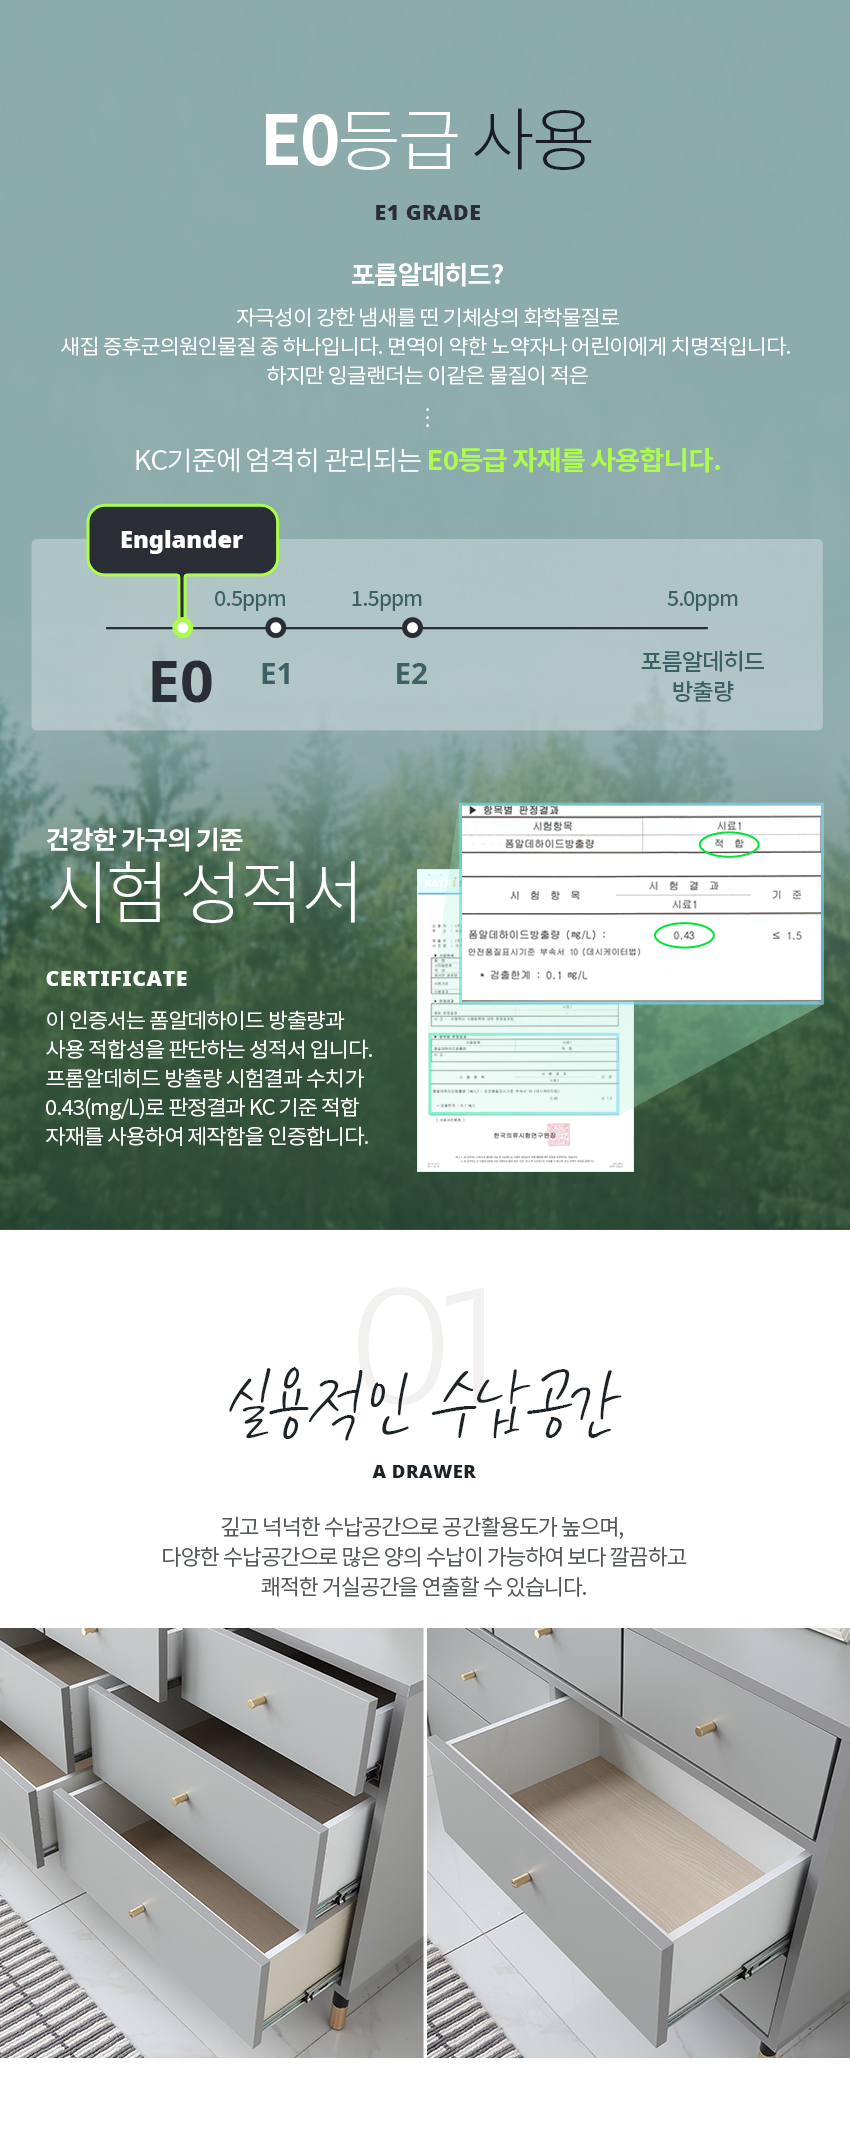 E0등급 사용
E1 GRADE
포름알데히드?
자극성이 강한 냄새를 띤 기체상의 화학물질로
새집 증후군의원인물질 중 하나입니다. 면역이 약한 노약자나 어린이에게 치명적입니다.
하지만 잉글랜더는 이같은 물질이 적은
KC기준에 엄격히 관리되는 E0등급 자재를 사용합니다.
Englander
0.5ppm 1.5ppm 5.0ppm
E0 E1 E2 포름알데히드
방출량
건강한 가구의 기준
시험 성적서
CERTIFICATE
이 인증서는 폼알데하이드 방출량과
사용 적합성을 판단하는 성적서 입니다.
프롬알데히드 방출량 시험결과 수치가
0.43(mg/L)로 판정결과 KC 기준 적합
자재를 사용하여 제작함을 인증합니다.
▶ 항목별 판정결과
시험항목 시료1
폼알데하이드방출량 적 합
시 험 항 목 시 험 결 과 기 준
시료1
폼알데하이드방출량 (mg/L) : 0.43 ≤ 1.5
안전품질표시기준 부속서 10 (데시케이터법)
* 검출한계 : 0.1 mg/L
한국의류시험연구원장
01
실용적인 수납공간
A DRAWER
깊고 넉넉한 수납공간으로 공간활용도가 높으며,
다양한 수납공간으로 많은 양의 수납이 가능하여 보다 깔끔하고
쾌적한 거실공간을 연출할 수 있습니다.